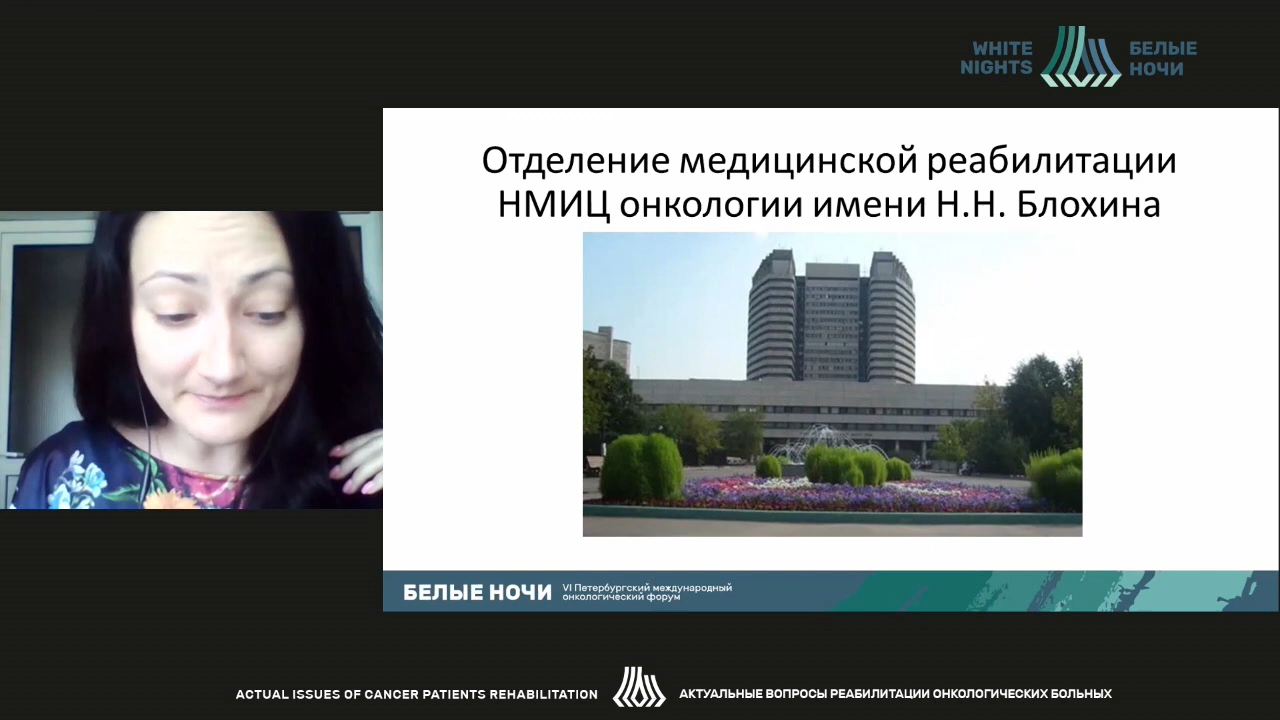 WHITE
NIGHTS
БЕЛЫЕ
НОЧИ
Отделение медицинской реабилитации
НМИЦ онкологии имени Н.Н. Блохина
БЕЛЫЕ НОЧИ
VI Петербургский международный
онкологический форум
ACTUAL ISSUES OF CANCER PATIENTS REHABILITATION
АКТУАЛЬНЫЕ ВОПРОСЫ РЕАБИЛИТАЦИИ ОНКОЛОГИЧЕСКИХ БОЛЬНЫХ